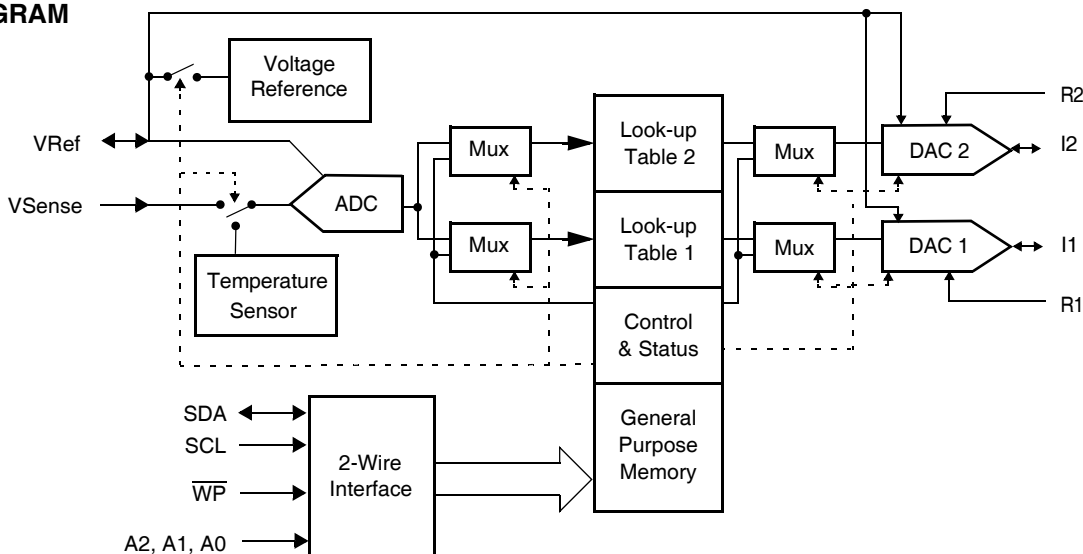 GRAM
Voltage
Reference
VRef
VSense
ADC
Temperature
Sensor
Mux
Mux
Look-up
Table 2
Look-up
Table 1
Control
& Status
General
Purpose
Memory
Mux
Mux
DAC 2
DAC 1
R2
I2
I1
R1
SDA
SCL
WP
A2, A1, A0
2-Wire
Interface